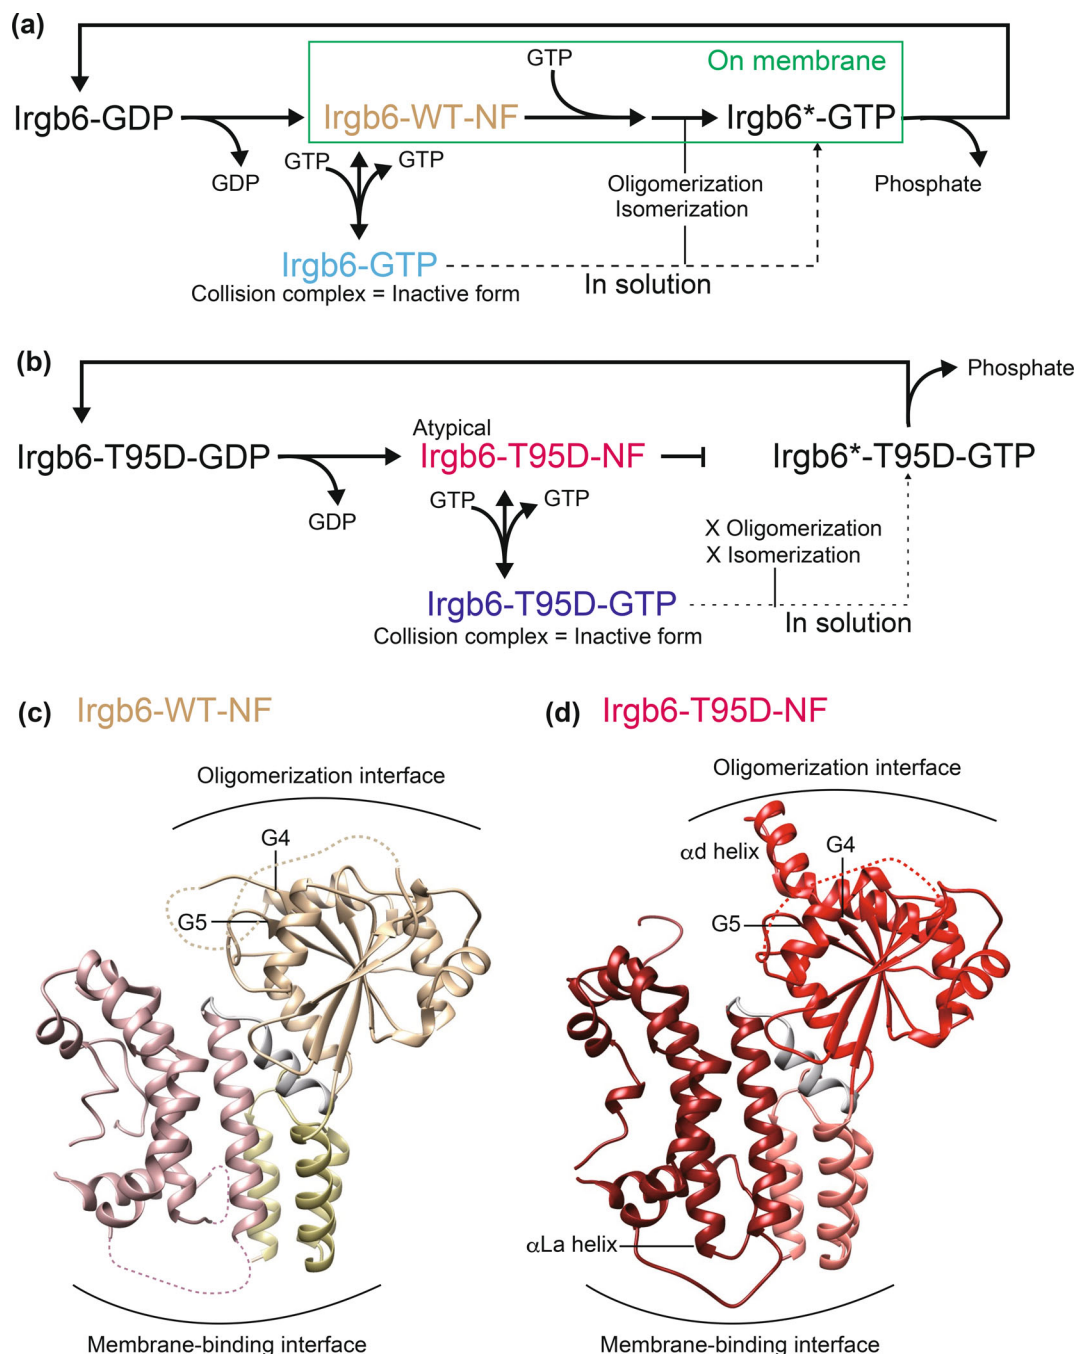 (a)
On membrane
GTP
Irgb6-GDP
Irgb6-WT-NF
Irgb6*-GTP
GDP
GTP
GTP
Oligomerization
Isomerization
Phosphate
Irgb6-GTP
Collision complex = Inactive form
In solution
(b)
Phosphate
Irgb6-T95D-GDP
Atypical
Irgb6-T95D-NF
Irgb6*-T95D-GTP
GDP
GTP
GTP
X Oligomerization
X Isomerization
Irgb6-T95D-GTP
Collision complex = Inactive form
In solution
(c) Irgb6-WT-NF
Oligomerization interface
G4
G5
Membrane-binding interface
(d) Irgb6-T95D-NF
Oligomerization interface
αd helix
G4
G5
αLa helix
Membrane-binding interface